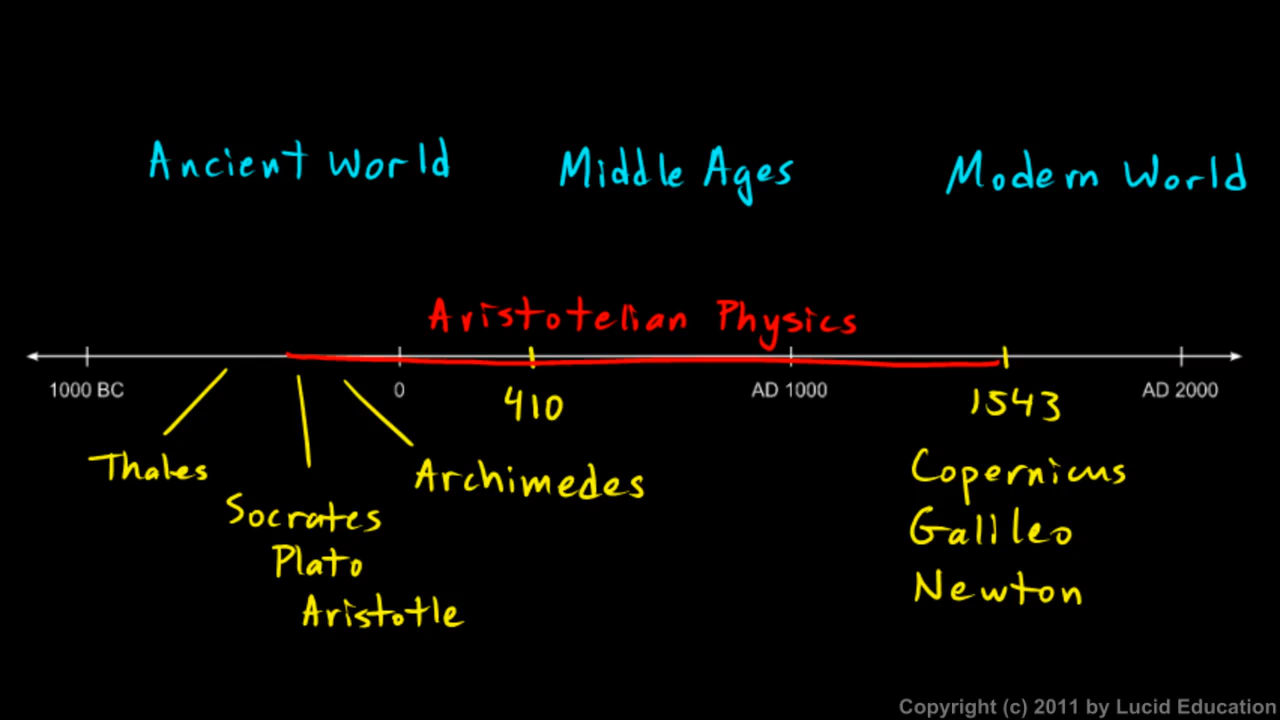 Ancient World Middle Ages Modern World
Aristotelian Physics
1000 BC 0 410 AD 1000 1543 AD 2000
Thales Archimedes Copernicus
Socrates Galileo
Plato Newton
Aristotle
Copyright (c) 2011 by Lucid Education